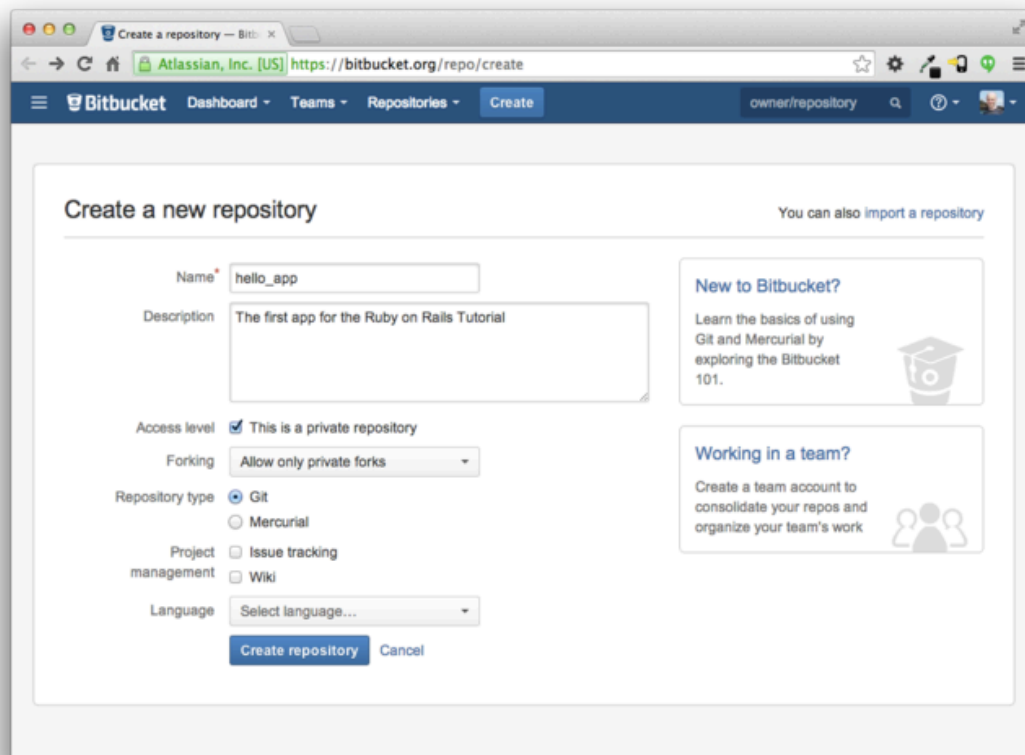 Create a repository — Bitb
Atlassian, Inc. [US] https://bitbucket.org/repo/create
Bitbucket Dashboard Teams Repositories Create owner/repository
Create a new repository
You can also import a repository
Name* hello_app
Description The first app for the Ruby on Rails Tutorial
Access level This is a private repository
Forking Allow only private forks
Repository type Git
Mercurial
Project management Issue tracking
Wiki
Language Select language...
Create repository Cancel
New to Bitbucket?
Learn the basics of using
Git and Mercurial by
exploring the Bitbucket
101.
Working in a team?
Create a team account to
consolidate your repos and
organize your team's work